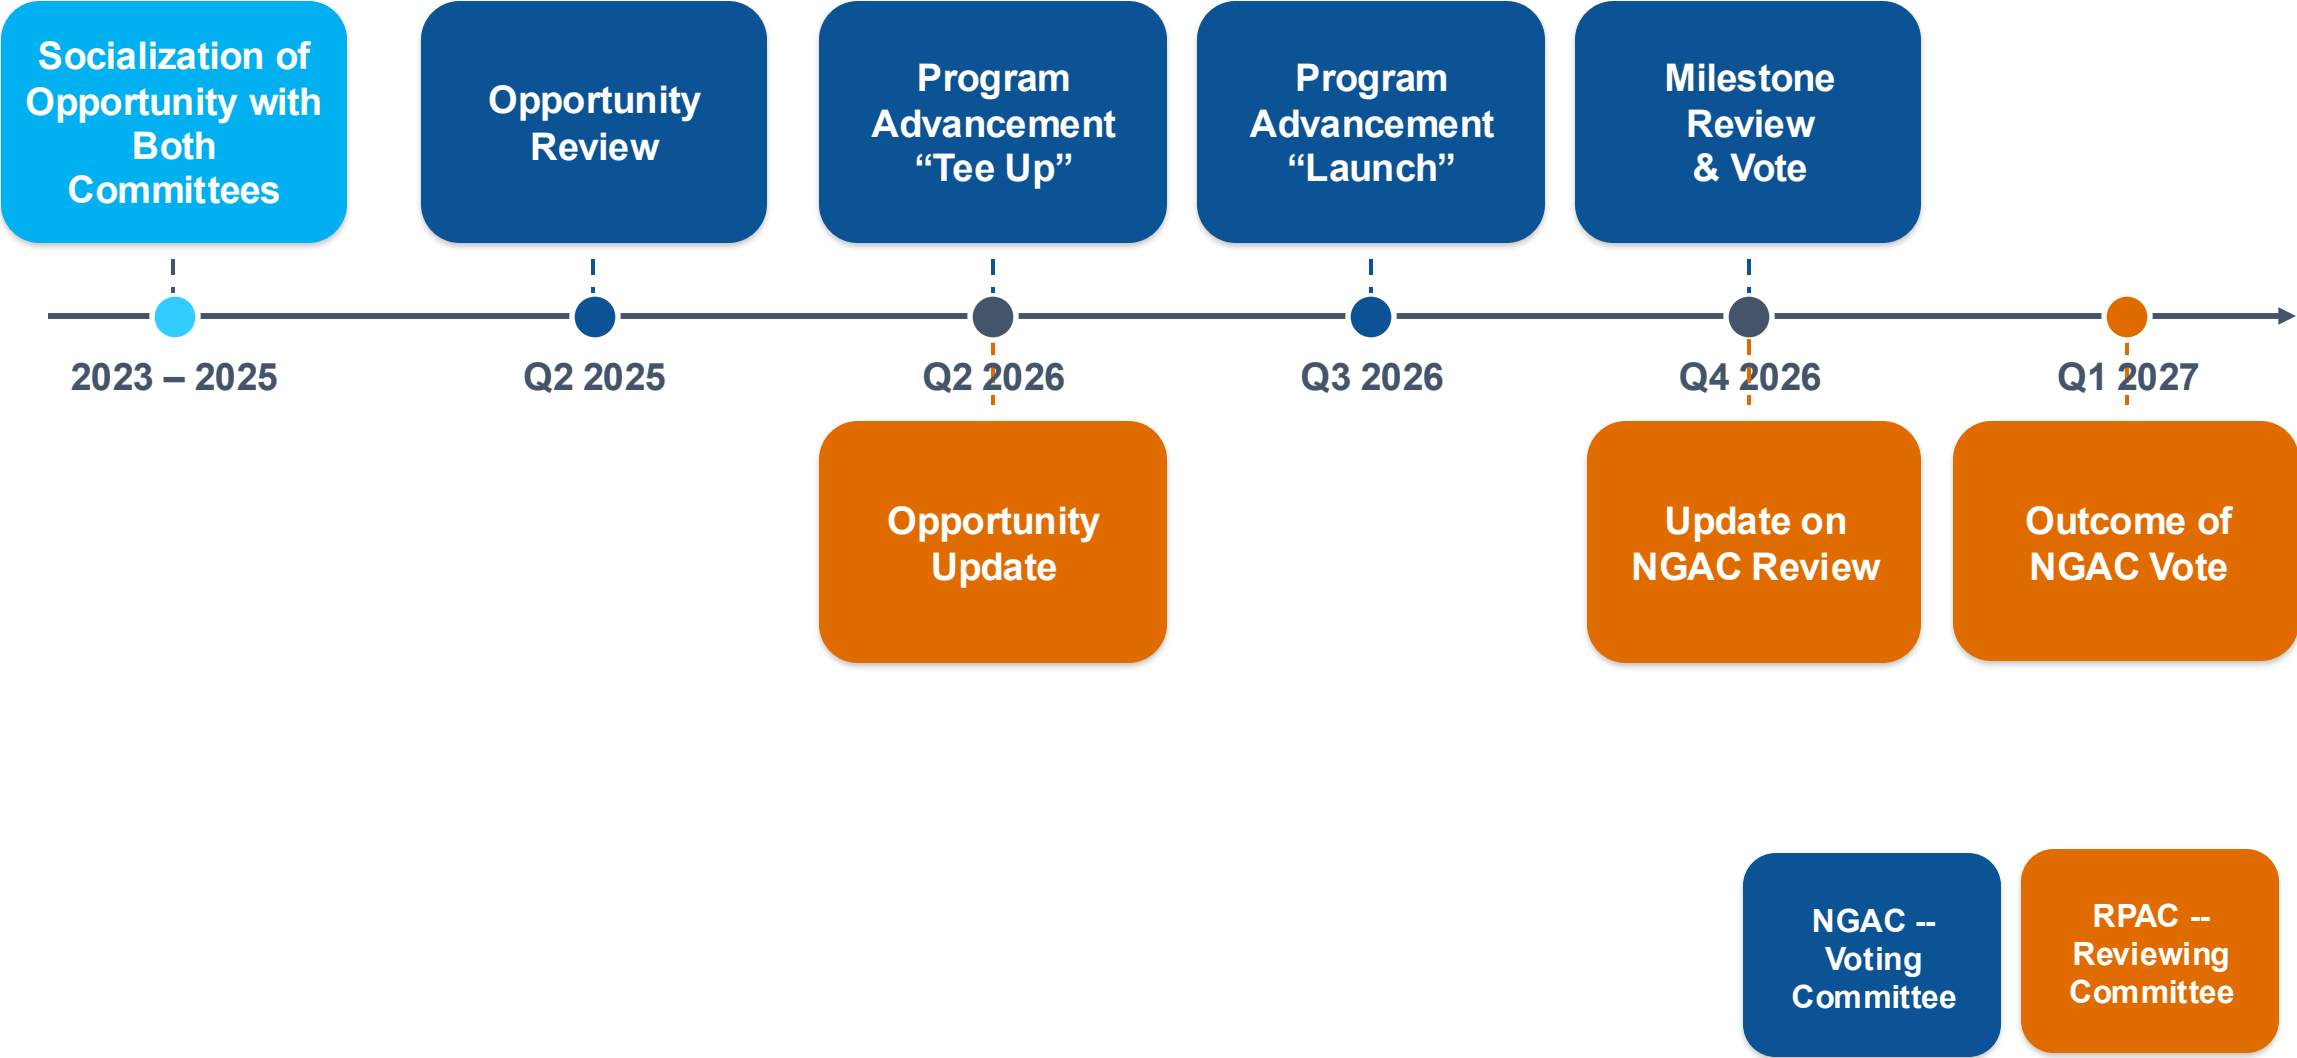 Socialization of
Opportunity with
Both
Committees
Opportunity
Review
Program
Advancement
“Tee Up”
Program
Advancement
“Launch”
Milestone
Review
& Vote
2023 – 2025
Q2 2025
Q2 2026
Q3 2026
Q4 2026
Q1 2027
Opportunity
Update
Update on
NGAC Review
Outcome of
NGAC Vote
NGAC --
Voting
Committee
RPAC --
Reviewing
Committee